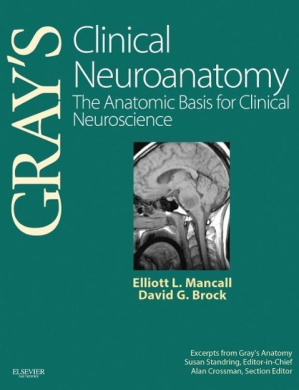 GRAY'S
Clinical
Neuroanatomy
The Anatomic Basis for Clinical
Neuroscience
Elliott L. Mancall
David G. Brock
Excerpts from Gray's Anatomy
Susan Standring, Editor-in-Chief
Alan Crossman, Section Editor
ELSEVIER